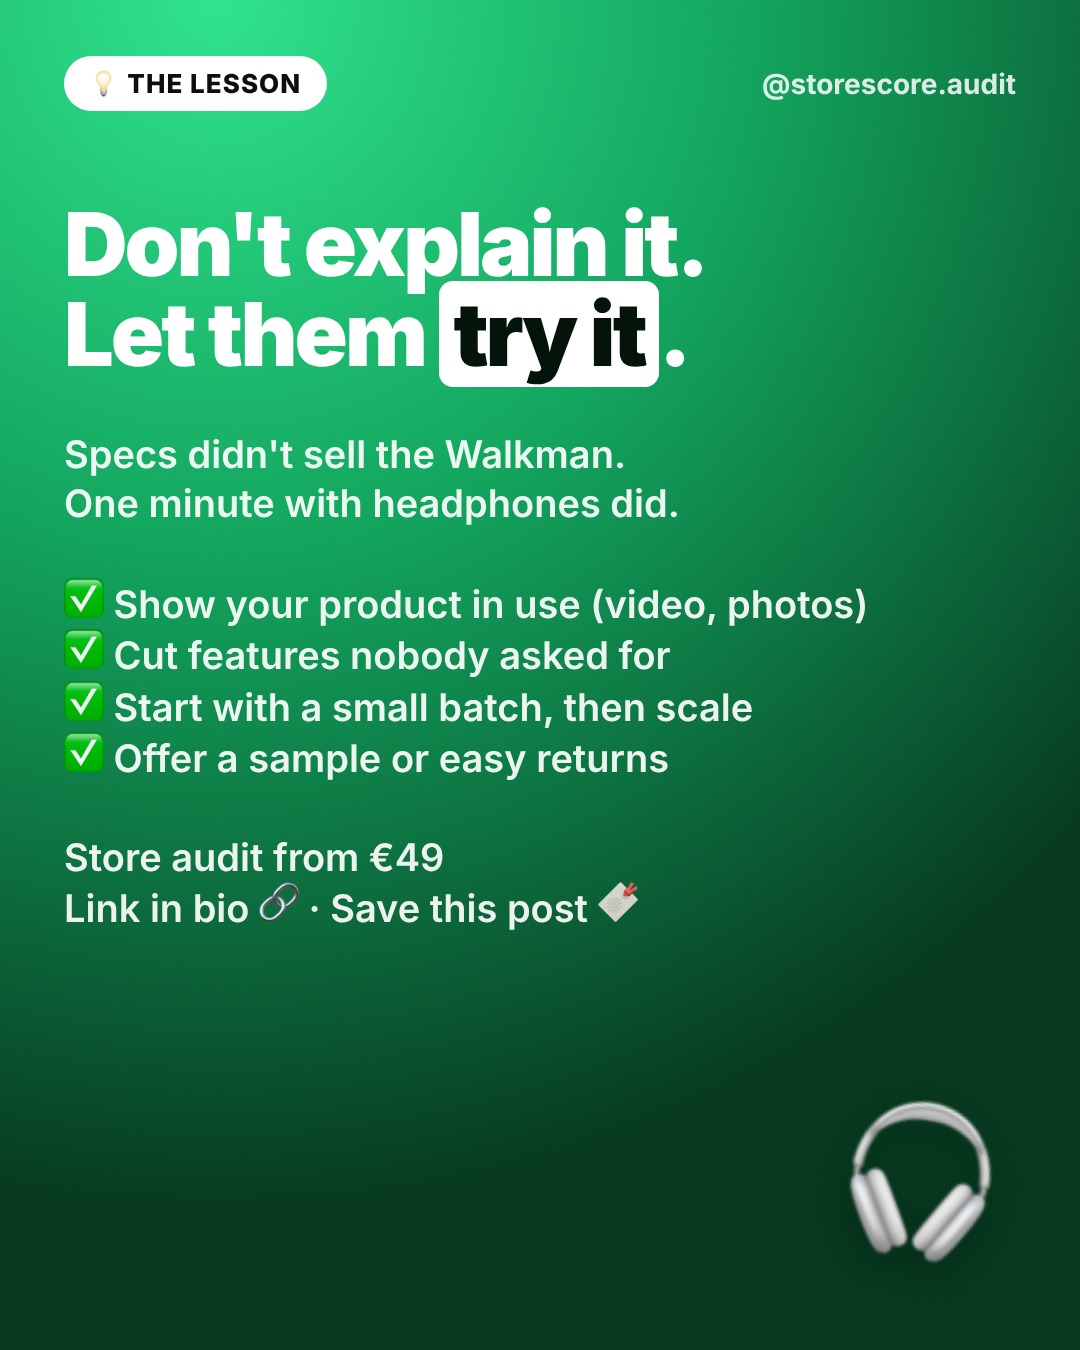 💡 THE LESSON
@storescore.audit
Don't explain it.
Let them try it.
Specs didn't sell the Walkman.
One minute with headphones did.
✅ Show your product in use (video, photos)
✅ Cut features nobody asked for
✅ Start with a small batch, then scale
✅ Offer a sample or easy returns
Store audit from €49
Link in bio 🔗 · Save this post 🔖